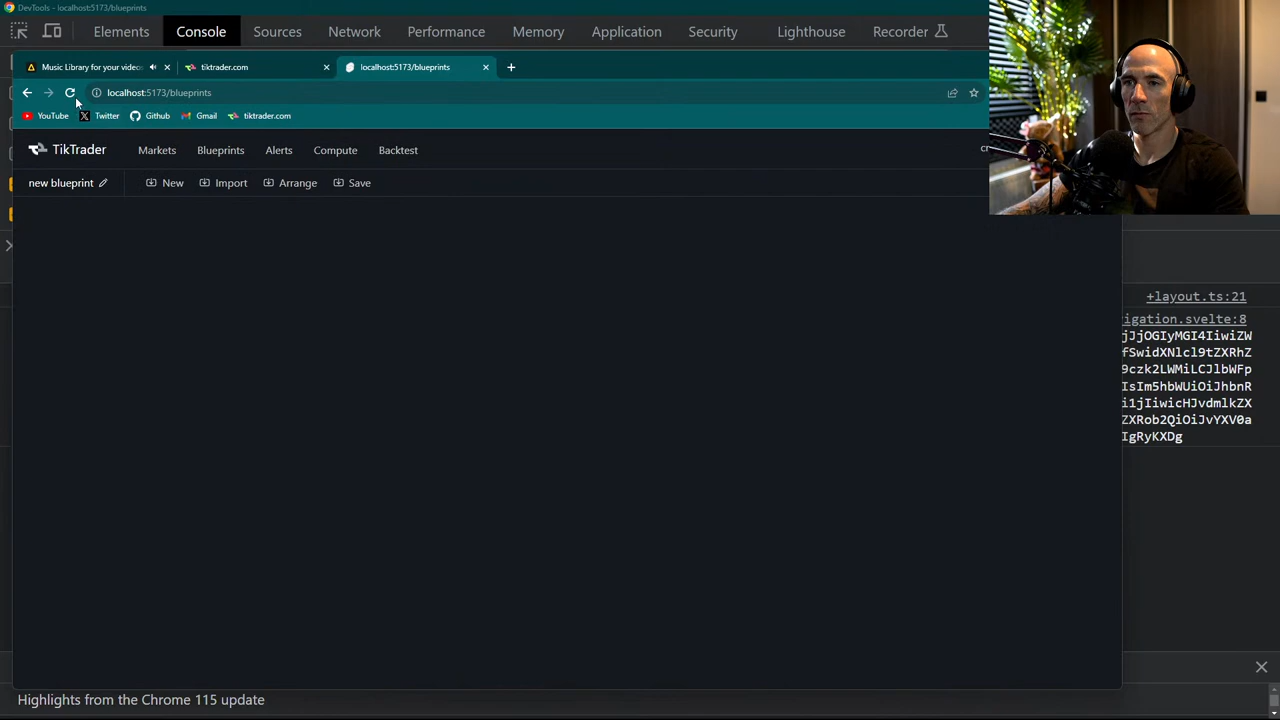 DevTools - localhost:5173/blueprints
Elements Console Sources Network Performance Memory Application Security Lighthouse Recorder
Music Library for your videos tiktrader.com localhost:5173/blueprints
localhost:5173/blueprints
YouTube Twitter Github Gmail tiktrader.com
TikTrader Markets Blueprints Alerts Compute Backtest
new blueprint New Import Arrange Save
+layout.ts:21
igation.svelte:8
jJjOGIyMGI4IiwiZW
fSwidXNlcl9tZXRhZ
9czk2LWMiLCJlbWFp
IsIm5hbWUiOiJhbnR
i1jIiwicHJvdmlkZX
ZXRob2QiOiJvYXV0a
IgRyKXDg
Highlights from the Chrome 115 update